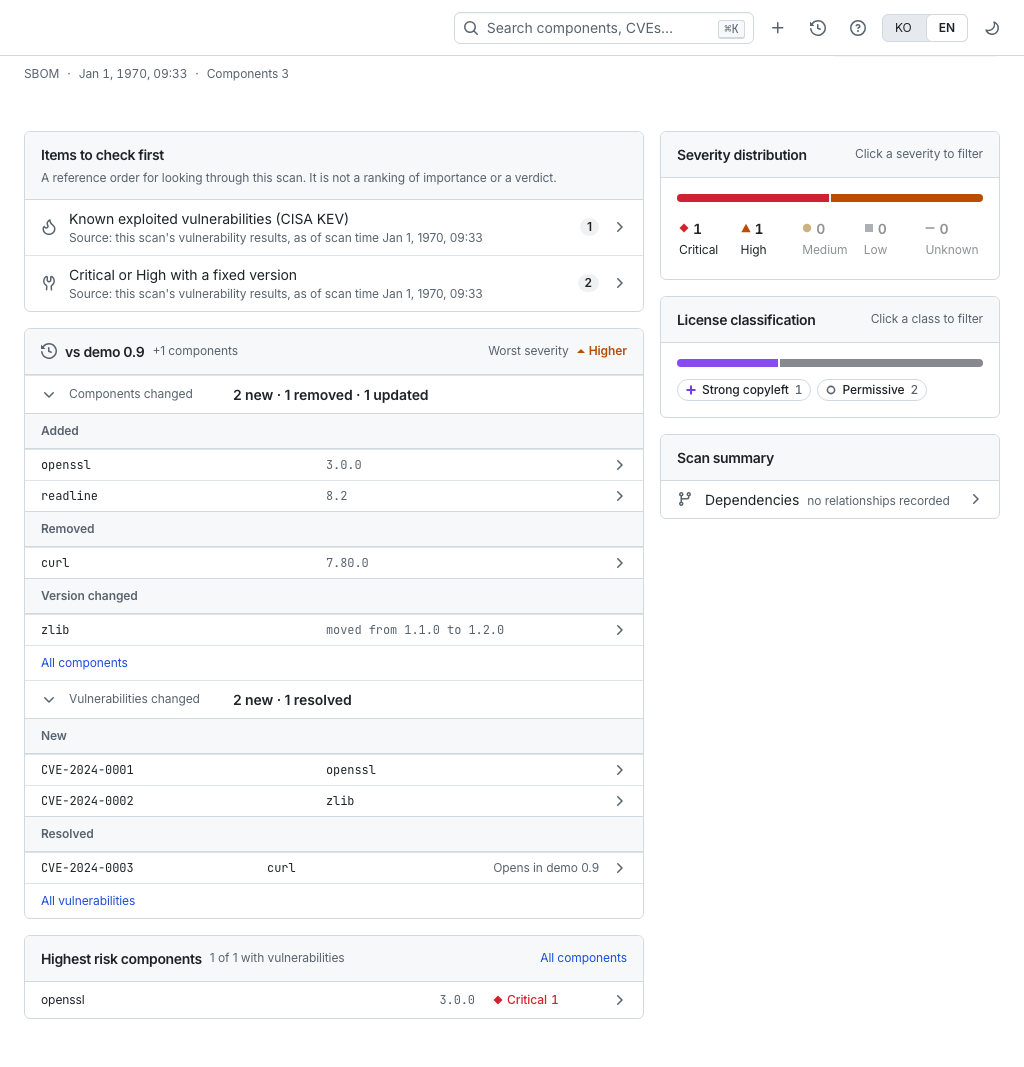 Search components, CVEs... ⌘K KO EN
SBOM · Jan 1, 1970, 09:33 · Components 3
Items to check first
A reference order for looking through this scan. It is not a ranking of importance or a verdict.
Known exploited vulnerabilities (CISA KEV)
Source: this scan's vulnerability results, as of scan time Jan 1, 1970, 09:33
1
Critical or High with a fixed version
Source: this scan's vulnerability results, as of scan time Jan 1, 1970, 09:33
2
vs demo 0.9 +1 components Worst severity Higher
Components changed 2 new · 1 removed · 1 updated
Added
openssl 3.0.0
readline 8.2
Removed
curl 7.80.0
Version changed
zlib moved from 1.1.0 to 1.2.0
All components
Vulnerabilities changed 2 new · 1 resolved
New
CVE-2024-0001 openssl
CVE-2024-0002 zlib
Resolved
CVE-2024-0003 curl Opens in demo 0.9
All vulnerabilities
Highest risk components 1 of 1 with vulnerabilities All components
openssl 3.0.0 Critical 1
Severity distribution Click a severity to filter
1 1 0 0 0
Critical High Medium Low Unknown
License classification Click a class to filter
Strong copyleft 1 Permissive 2
Scan summary
Dependencies no relationships recorded